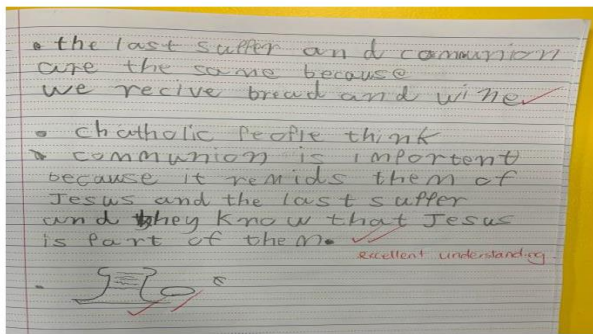 • the last suffer and communion
are the same because
we recive bread and wine
• chatholic People think
• communion is importent
because it remids them of
Jesus and the last suffer
and they know that Jesus
is Part of them.
excellent understanding.